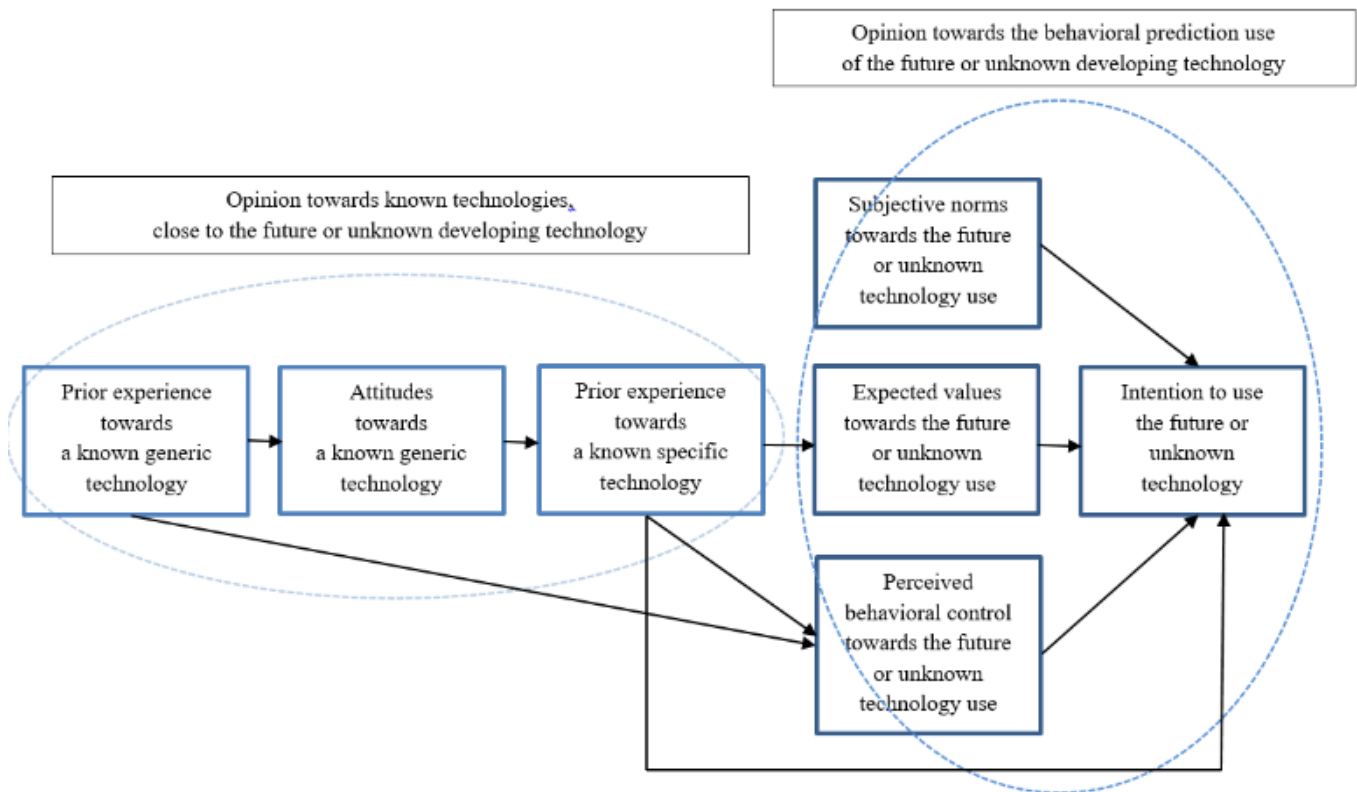 Opinion towards the behavioral prediction use
of the future or unknown developing technology
Opinion towards known technologies,
close to the future or unknown developing technology
Subjective norms
towards the future
or unknown
technology use
Prior experience
towards
a known generic
technology
Attitudes
towards
a known generic
technology
Prior experience
towards
a known specific
technology
Expected values
towards the future
or unknown
technology use
Intention to use
the future or
unknown
technology
Perceived
behavioral control
towards the future
or unknown
technology use